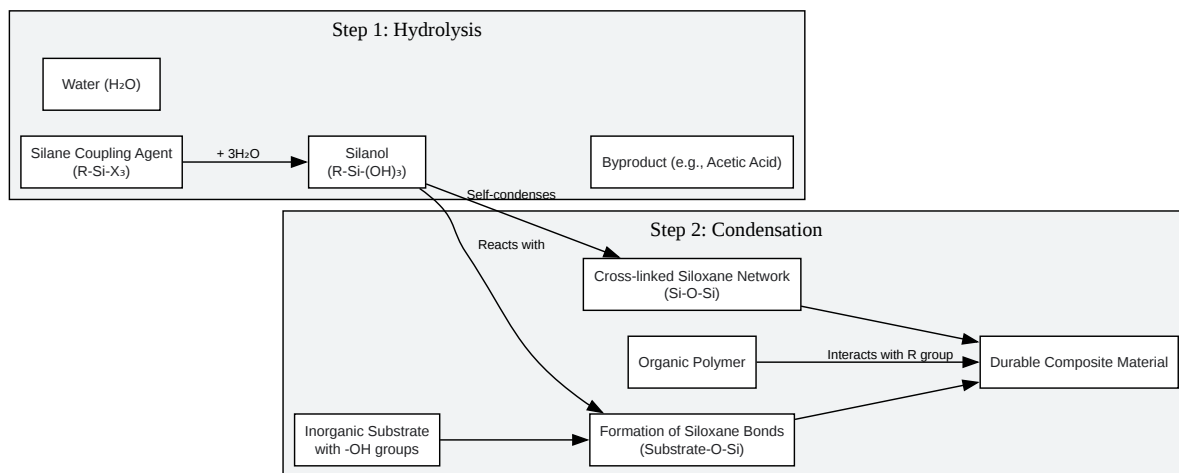 Step 1: Hydrolysis
Water (H₂O)
Silane Coupling Agent
(R-Si-X₃)
+ 3H₂O
Silanol
(R-Si-(OH)₃)
Byproduct (e.g., Acetic Acid)
Self-condenses
Step 2: Condensation
Reacts with
Cross-linked Siloxane Network
(Si-O-Si)
Organic Polymer
Interacts with R group
Durable Composite Material
Inorganic Substrate
with -OH groups
Formation of Siloxane Bonds
(Substrate-O-Si)